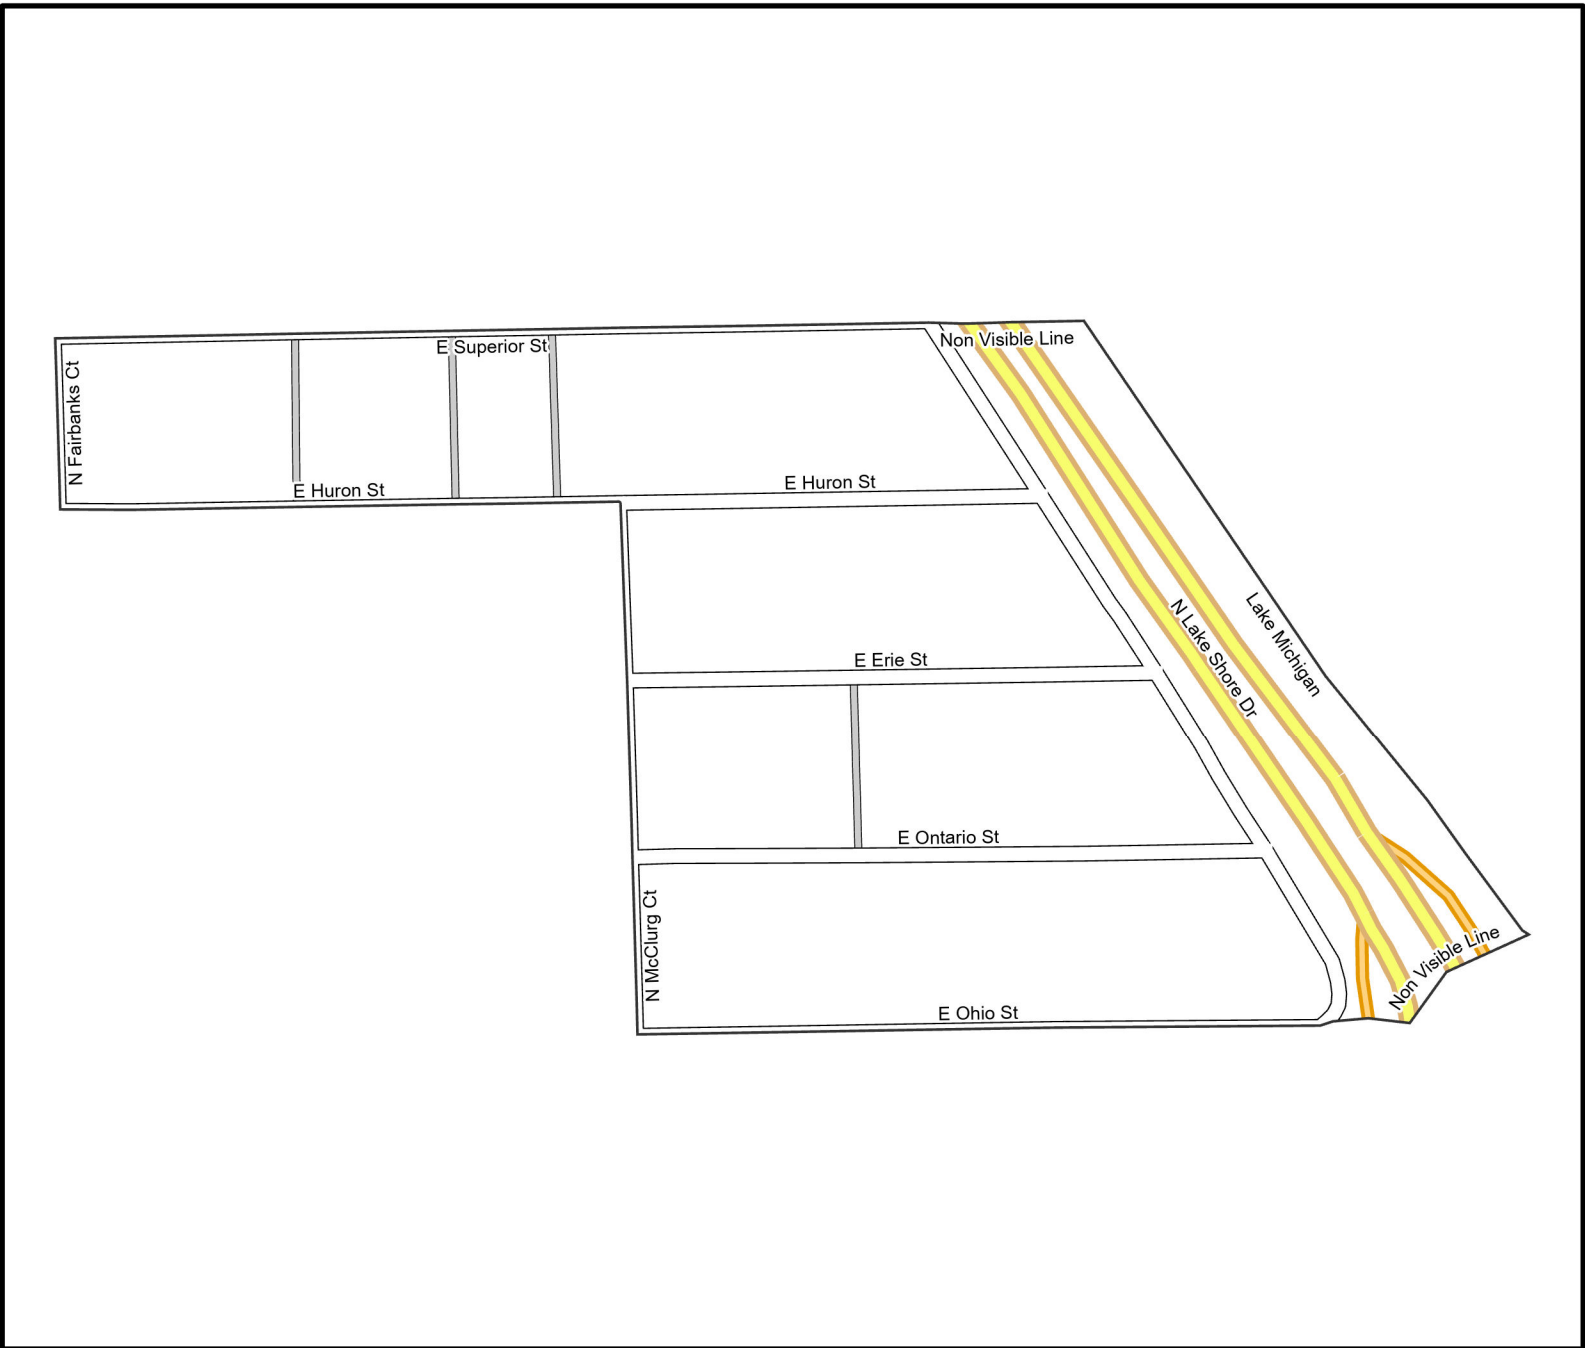 Non Visible Line
E Superior St
N Fairbanks Ct
E Huron St
E Huron St
Lake Michigan
N Lake Shore Dr
E Erie St
E Ontario St
N McClurg Ct
Non Visible Line
E Ohio St